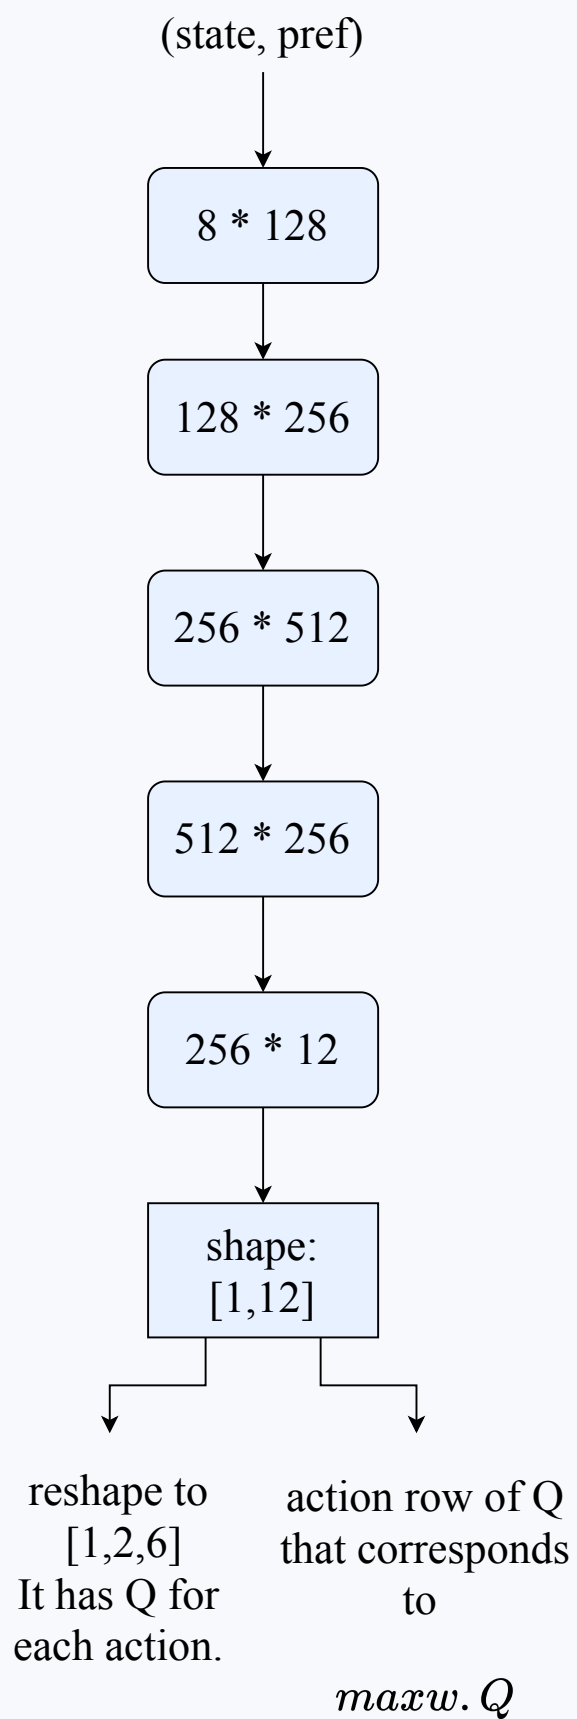 (state, pref)
8 * 128
128 * 256
256 * 512
512 * 256
256 * 12
shape:
[1,12]
reshape to
[1,2,6]
It has Q for
each action.
action row of Q
that corresponds
to
maxw. Q